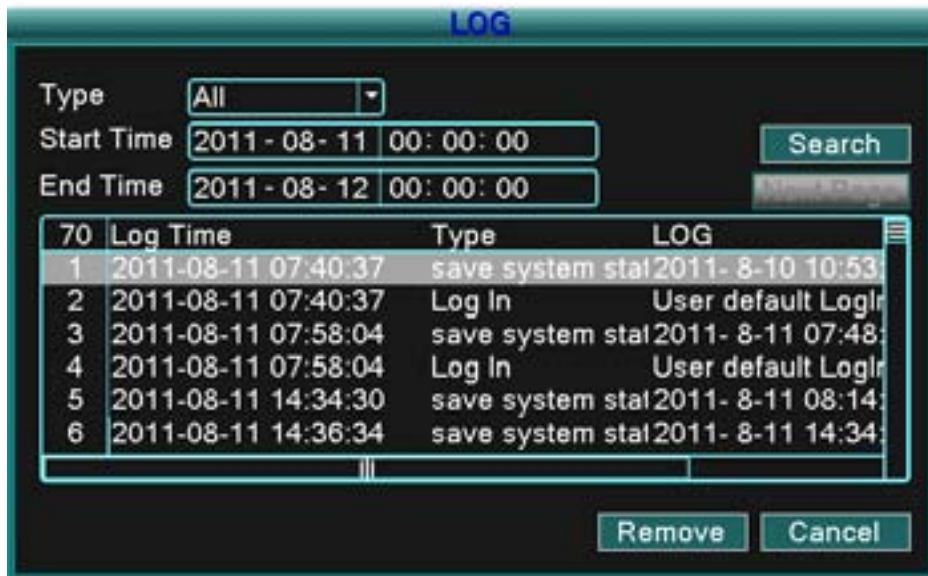 LOG
Type All
Start Time 2011 - 08 - 11 00: 00: 00
Search
End Time 2011 - 08 - 12 00: 00: 00
Next Page
70 Log Time Type LOG
1 2011-08-11 07:40:37 save system stat 2011- 8-10 10:53:
2 2011-08-11 07:40:37 Log In User default LogIn
3 2011-08-11 07:58:04 save system stat 2011- 8-11 07:48:
4 2011-08-11 07:58:04 Log In User default LogIn
5 2011-08-11 14:34:30 save system stat 2011- 8-11 08:14:
6 2011-08-11 14:36:34 save system stat 2011- 8-11 14:34:
Remove Cancel